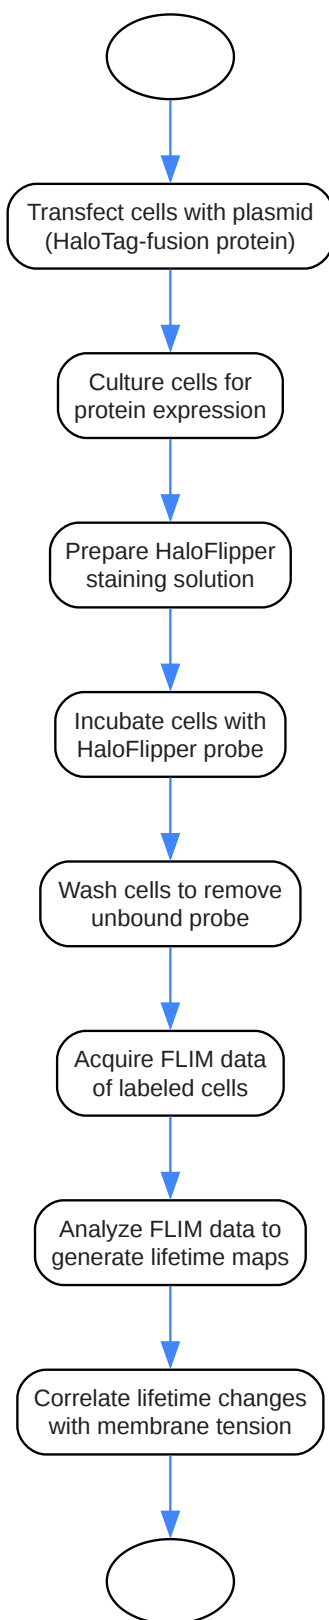 Transfect cells with plasmid
(HaloTag-fusion protein)
Culture cells for
protein expression
Prepare HaloFlipper
staining solution
Incubate cells with
HaloFlipper probe
Wash cells to remove
unbound probe
Acquire FLIM data
of labeled cells
Analyze FLIM data to
generate lifetime maps
Correlate lifetime changes
with membrane tension